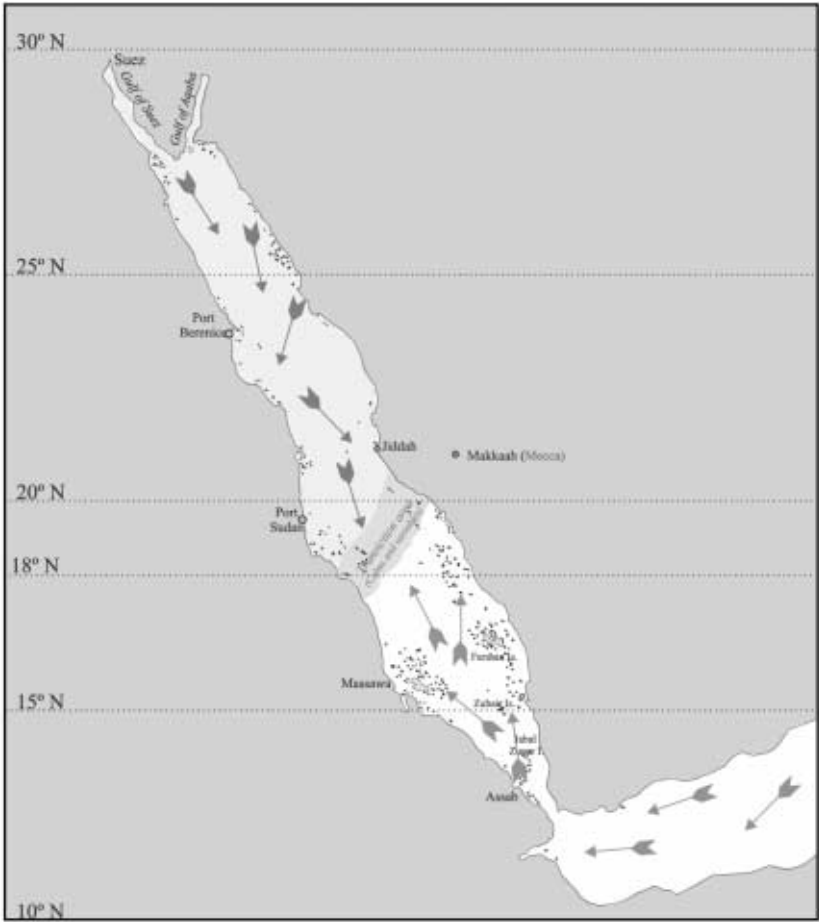 30º N
Suez
Gulf of Suez
Gulf of Aqaba
25º N
Port
Berenice
Jiddah
Makkaah (Mecca)
20º N
Port
Sudan
18º N
Farasan Is.
Massawa
Zubair Is.
15º N
Jabal
Zuqar I.
Assab
10º N